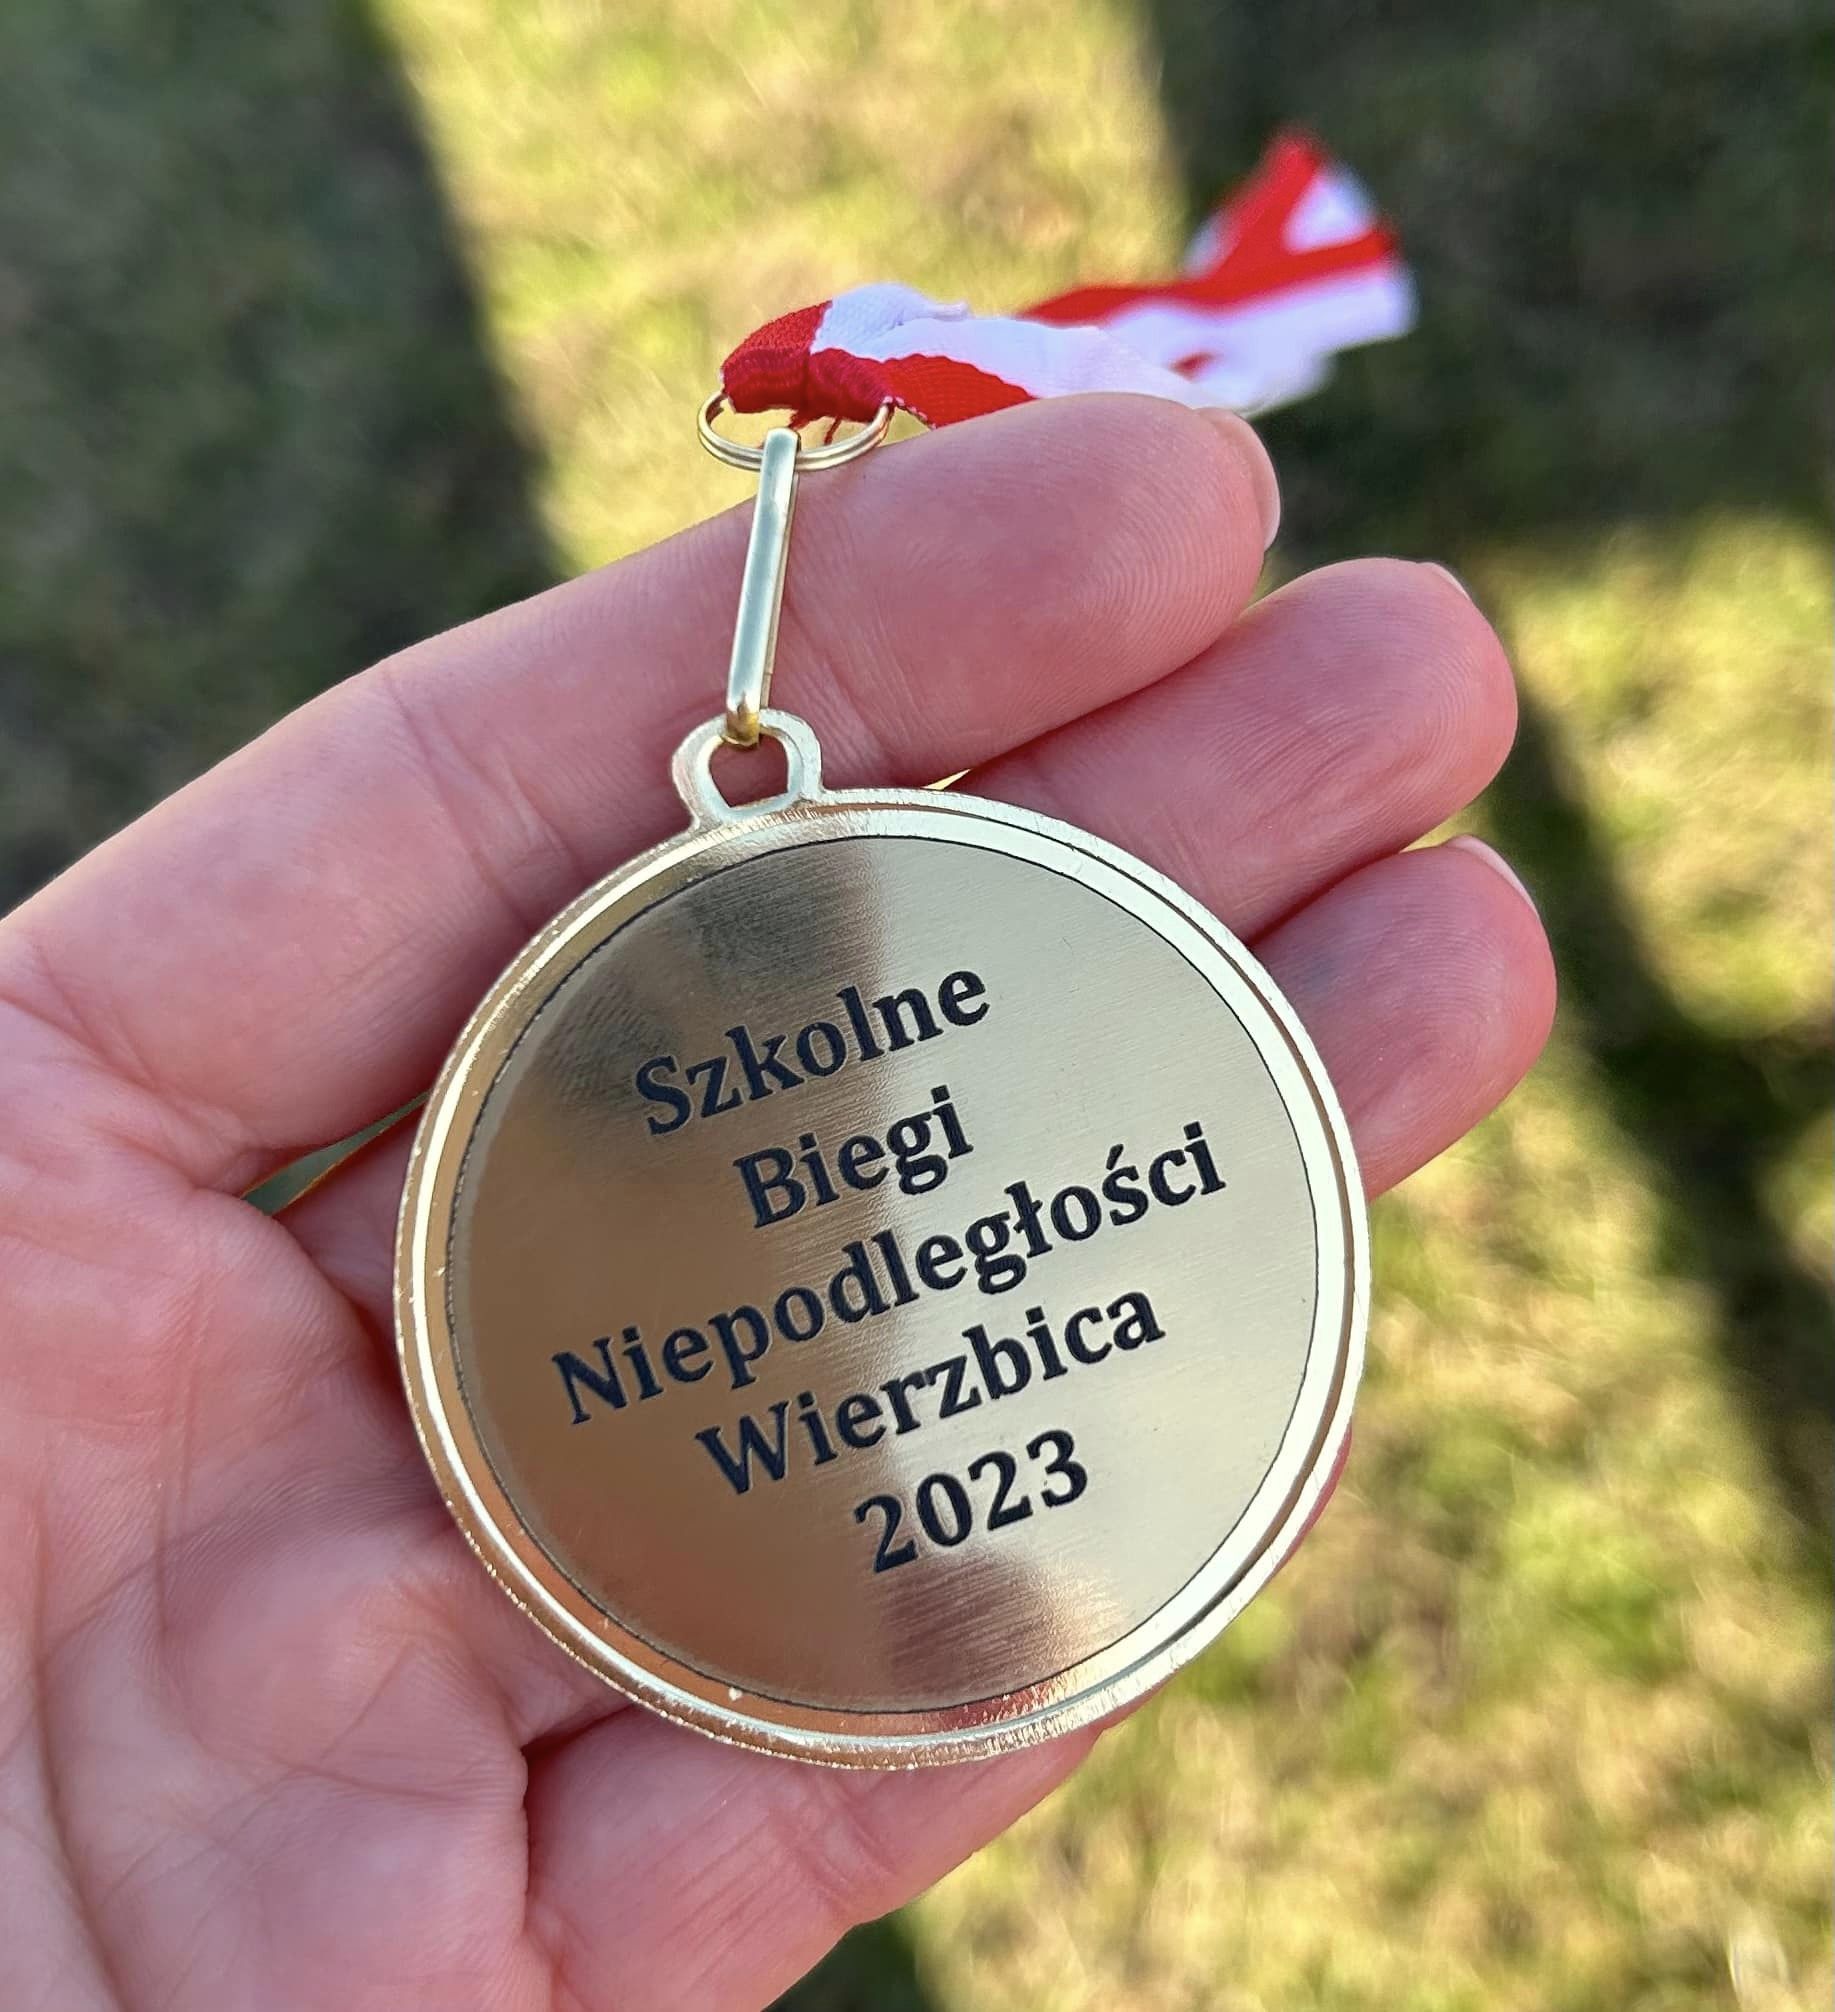 Szkolne
Biegi
Niepodległości
Wierzbica
2023